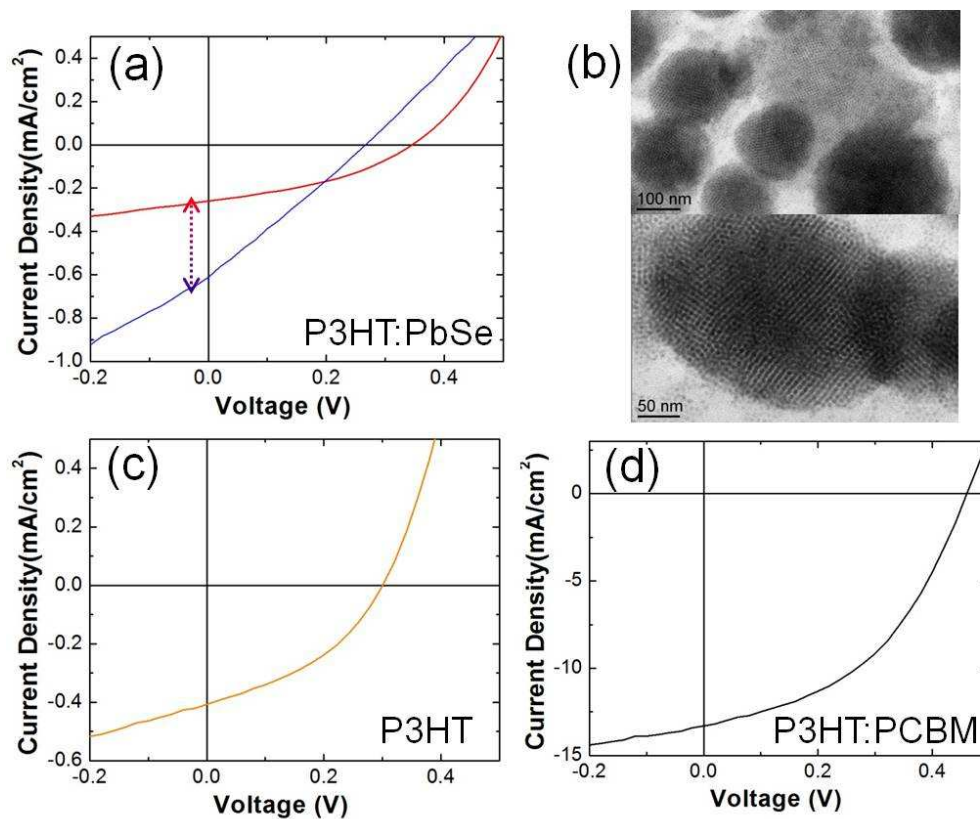 (a)
0.4
0.2
0.0
-0.2
-0.4
-0.6
-0.8
-1.0
Current Density(mA/cm²)
P3HT:PbSe
-0.2 0.0 0.2 0.4
Voltage (V)
(b)
100 nm
50 nm
(c)
0.4
0.2
0.0
-0.2
-0.4
-0.6
Current Density(mA/cm²)
P3HT
-0.2 0.0 0.2 0.4
Voltage (V)
(d)
0
-5
-10
-15
Current Density(mA/cm²)
P3HT:PCBM
-0.2 0.0 0.2 0.4
Voltage (V)